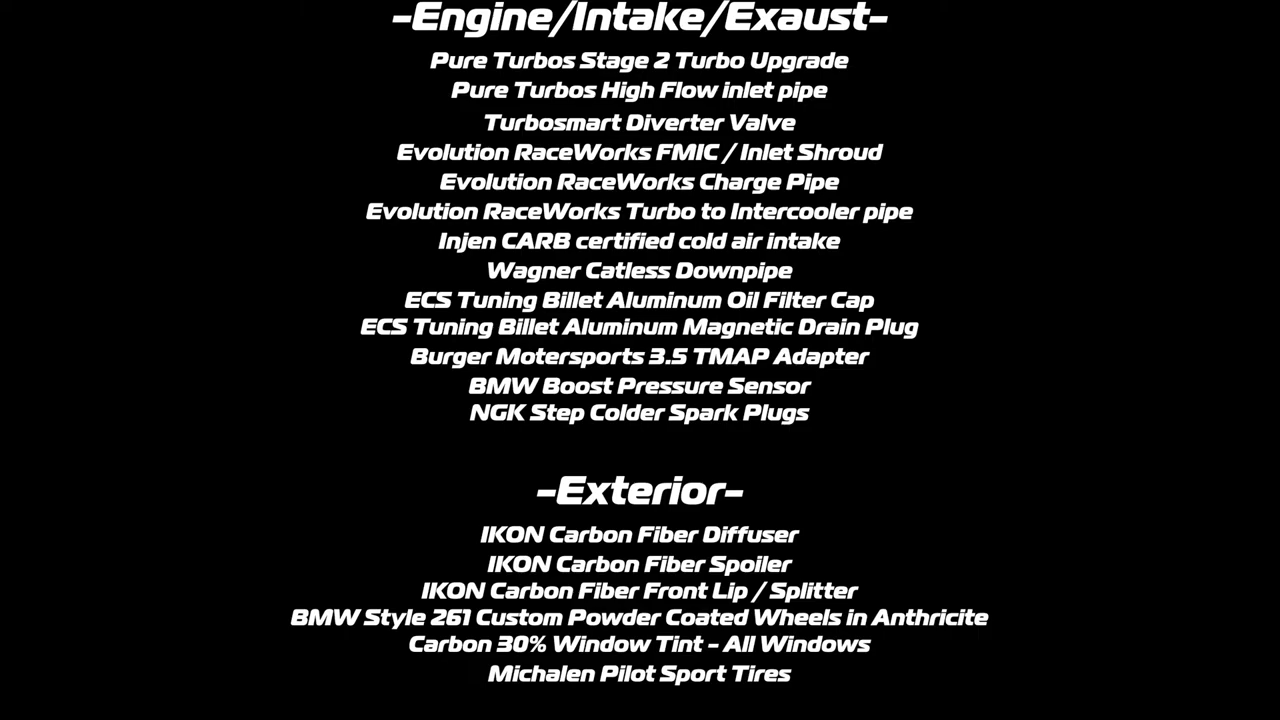 -Engine/Intake/Exaust-
Pure Turbos Stage 2 Turbo Upgrade
Pure Turbos High Flow inlet pipe
Turbosmart Diverter Valve
Evolution RaceWorks FMIC / Inlet Shroud
Evolution RaceWorks Charge Pipe
Evolution RaceWorks Turbo to Intercooler pipe
Injen CARB certified cold air intake
Wagner Catless Downpipe
ECS Tuning Billet Aluminum Oil Filter Cap
ECS Tuning Billet Aluminum Magnetic Drain Plug
Burger Motersports 3.5 TMAP Adapter
BMW Boost Pressure Sensor
NGK Step Colder Spark Plugs
-Exterior-
IKON Carbon Fiber Diffuser
IKON Carbon Fiber Spoiler
IKON Carbon Fiber Front Lip / Splitter
BMW Style 261 Custom Powder Coated Wheels in Anthricite
Carbon 30% Window Tint - All Windows
Michalen Pilot Sport Tires